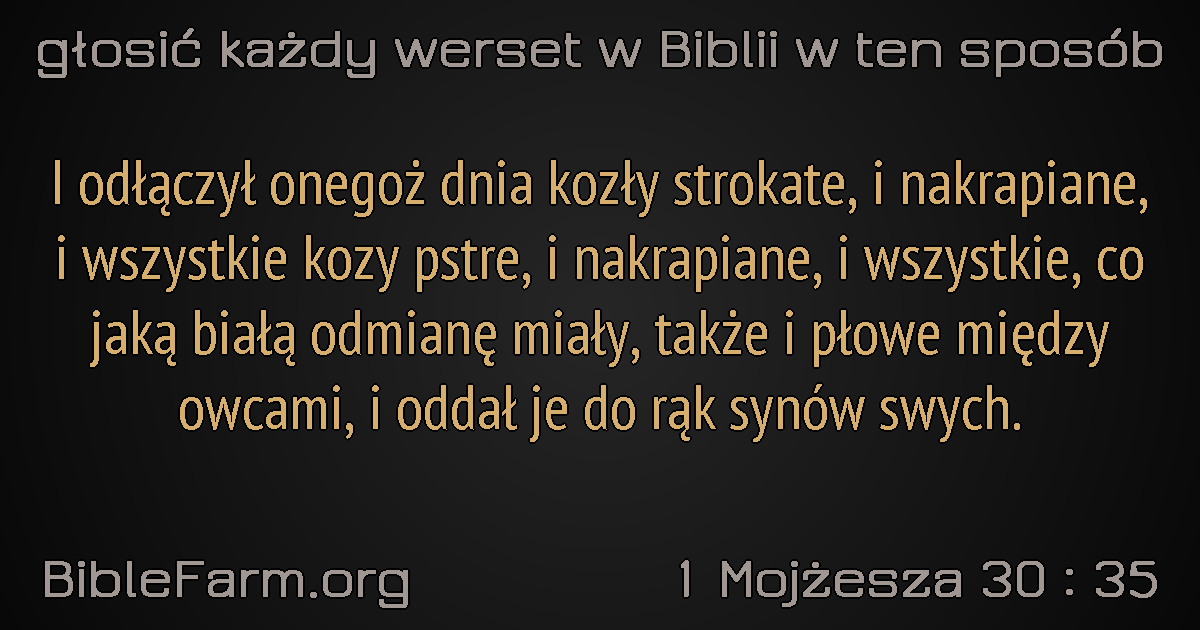 głosić każdy werset w Biblii w ten sposób
I odłączył onegoż dnia kozły strokate, i nakrapiane,
i wszystkie kozy pstre, i nakrapiane, i wszystkie, co
jaką białą odmianę miały, także i płowe między
owcami, i oddał je do rąk synów swych.
BibleFarm.org
1 Mojżesza 30 : 35